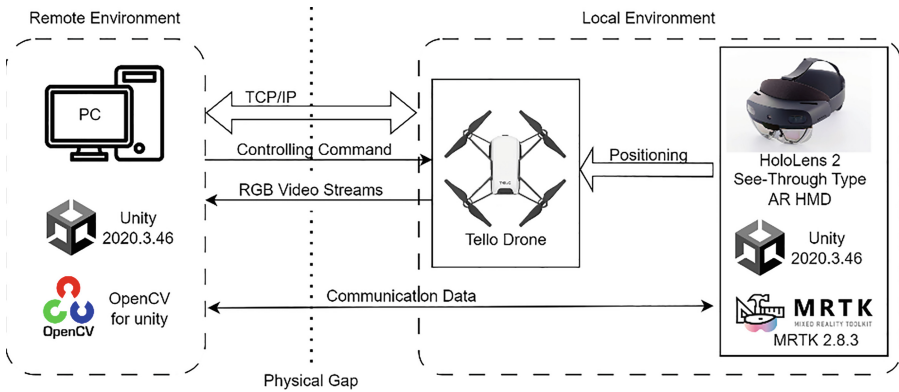 Remote Environment
Local Environment
PC
TCP/IP
Controlling Command
RGB Video Streams
Unity
2020.3.46
OpenCV
OpenCV
for unity
TELLO
Tello Drone
Positioning
HoloLens 2
See-Through Type
AR HMD
Unity
2020.3.46
Communication Data
MRTK
MIXED REALITY TOOLKIT
MRTK 2.8.3
Physical Gap